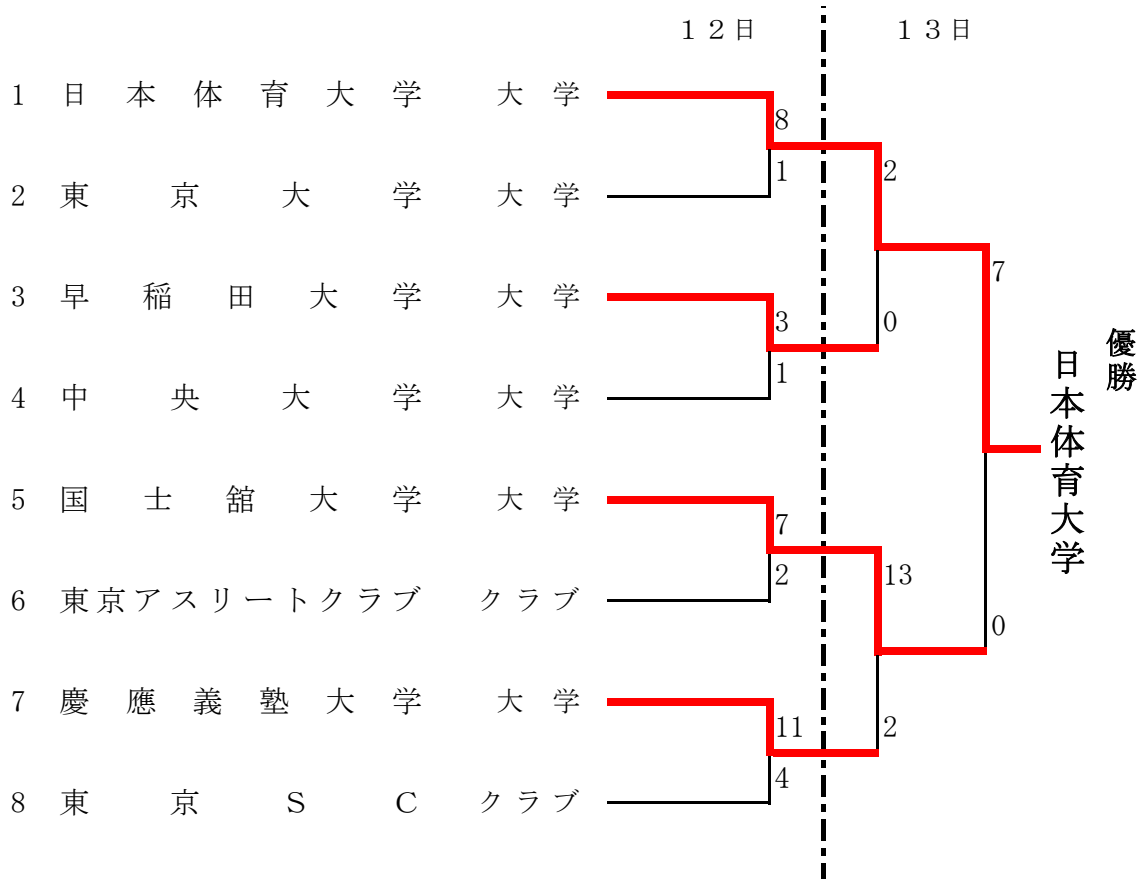 12日 13日
1 日本体育大学 大学
8
1
2
2 東京大学 大学
7
3 早稲田大学 大学
3
0
1
優勝
日本体育大学
4 中央大学 大学
5 国士舘大学 大学
7
2
13
6 東京アスリートクラブ クラブ
0
7 慶應義塾大学 大学
11
2
4
8 東京SC クラブ